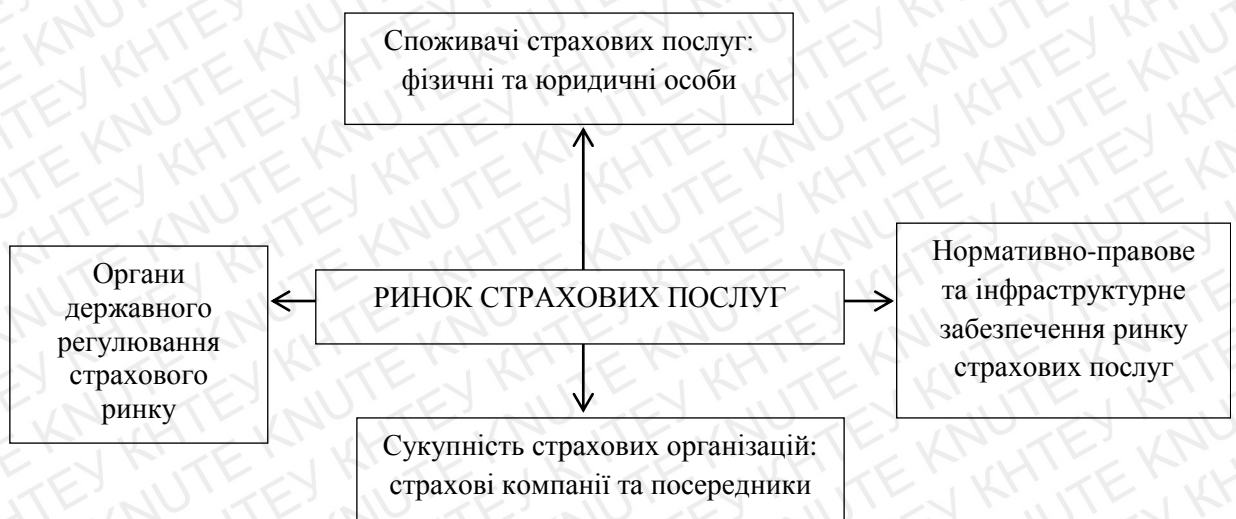 Споживачі страхових послуг:
фізичні та юридичні особи
Органи
державного
регулювання
страхового
ринку
РИНОК СТРАХОВИХ ПОСЛУГ
Нормативно-правове
та інфраструктурне
забезпечення ринку
страхових послуг
Сукупність страхових організацій:
страхові компанії та посередники